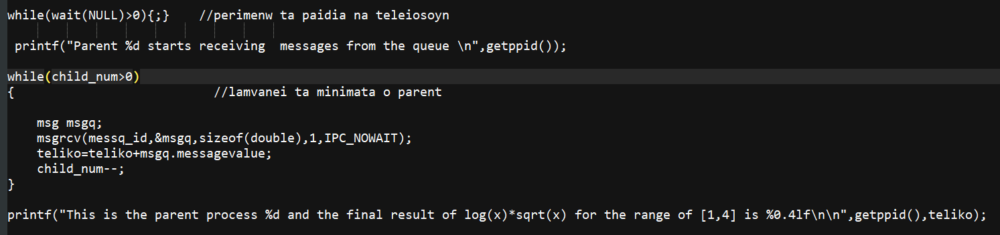 while(wait(NULL)>0){;}    //perimenw ta paidia na teleiosoyn
 printf("Parent %d starts receiving  messages from the queue \n",getppid());
while(child_num>0)
{                           //lamvanei ta minimata o parent
    msg msgq;
    msgrcv(messq_id,&msgq,sizeof(double),1,IPC_NOWAIT);
    teliko=teliko+msgq.messagevalue;
    child_num--;
}
printf("This is the parent process %d and the final result of log(x)*sqrt(x) for the range of [1,4] is %0.4lf\n\n",getppid(),teliko);